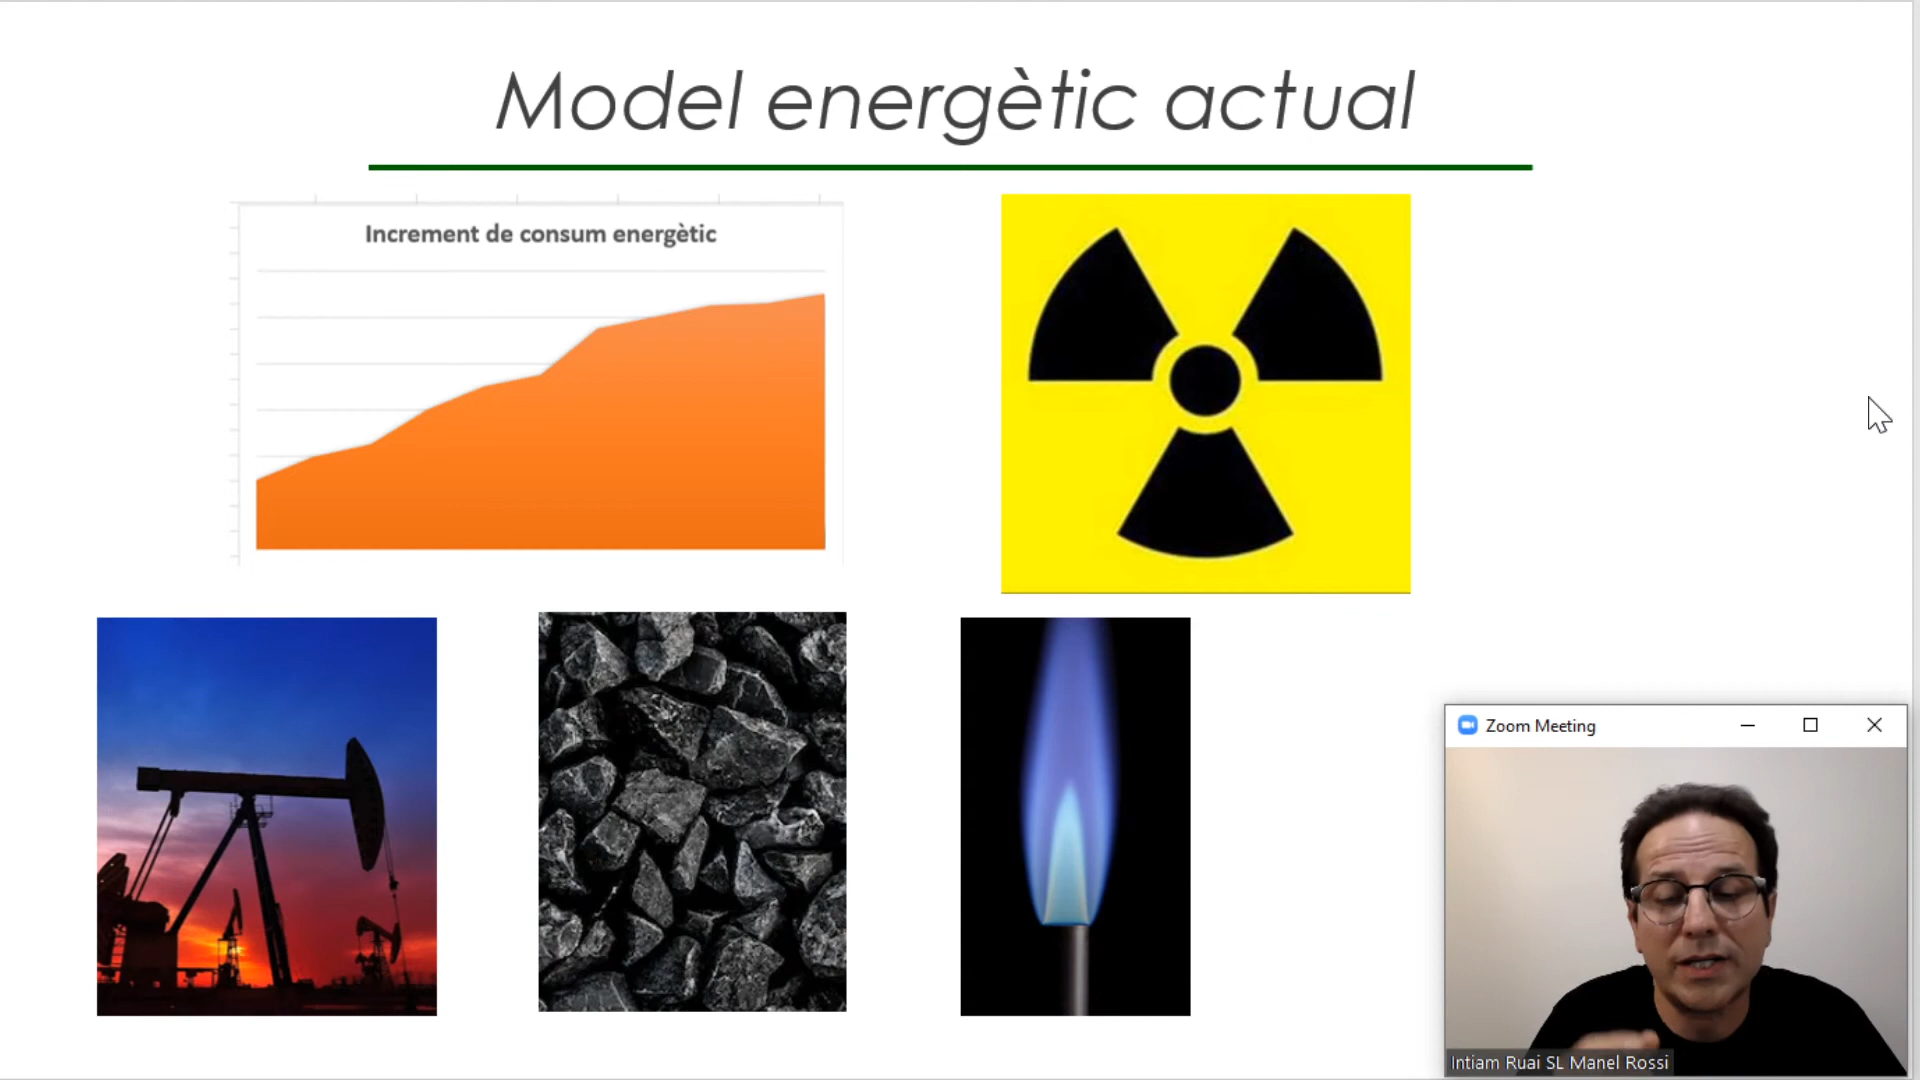 Model energètic actual
Increment de consum energètic
Zoom Meeting
Intiam Ruai SL Manel Rossi